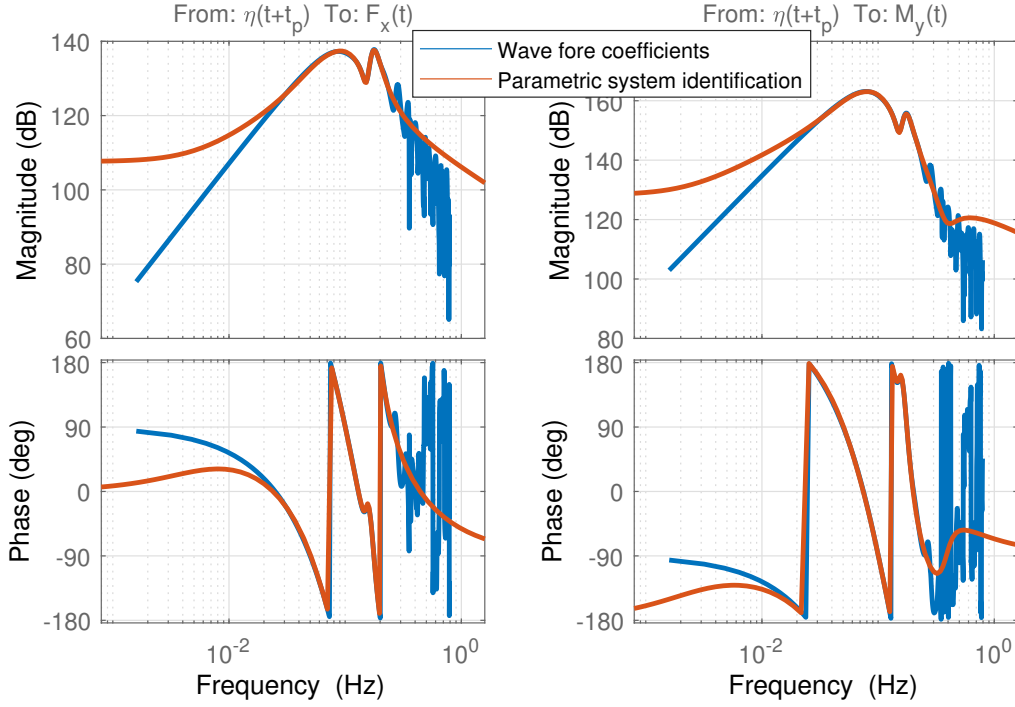 From: η(t+t_p) To: F_x(t)
From: η(t+t_p) To: M_y(t)
Wave fore coefficients
Parametric system identification
Magnitude (dB)
140
120
100
80
60
Magnitude (dB)
160
140
120
100
80
Phase (deg)
180
90
0
-90
-180
Phase (deg)
180
90
0
-90
-180
10^-2
10^0
10^-2
10^0
Frequency (Hz)
Frequency (Hz)